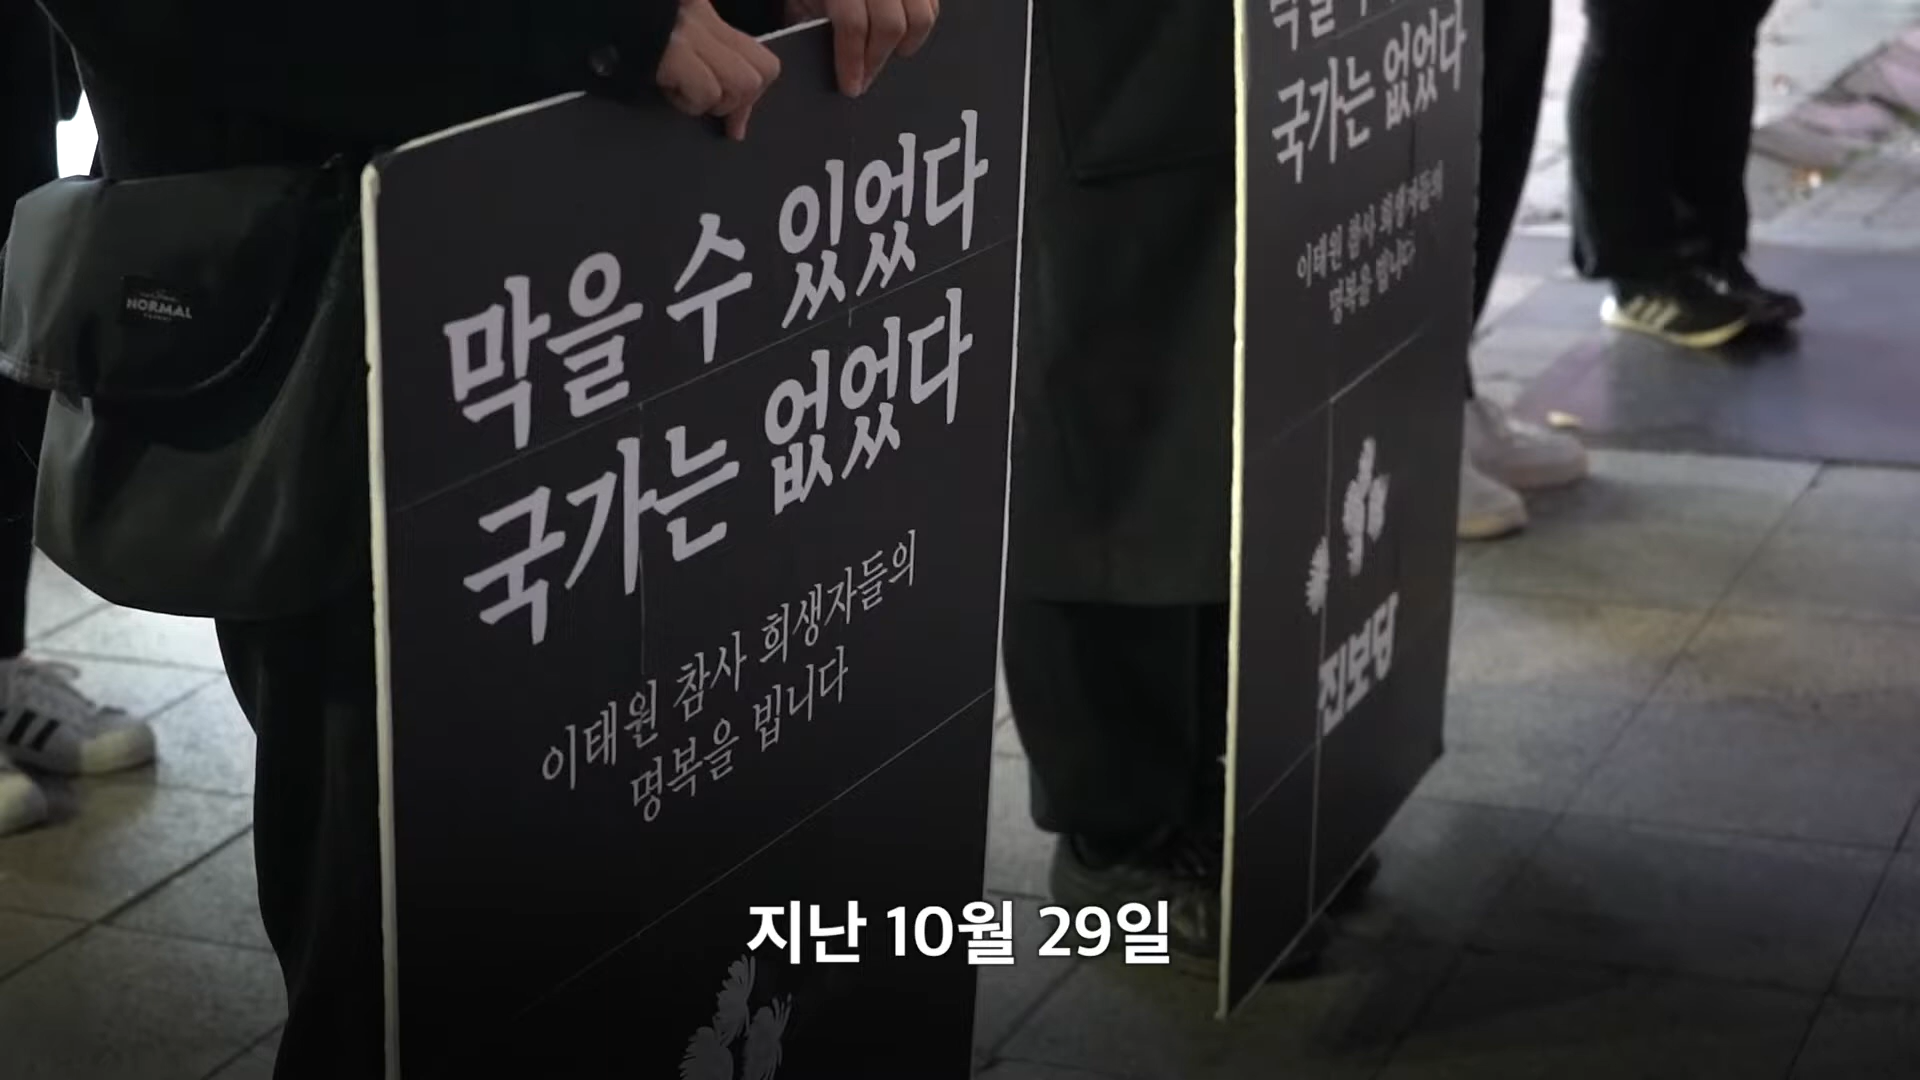 막을 수 있었다
국가는 없었다
이태원 참사 희생자들의
명복을 빕니다
막을 수
국가는 없었다
이태원 참사 희생자들의
명복을 빕니다
진보당
NORMAL
지난 10월 29일